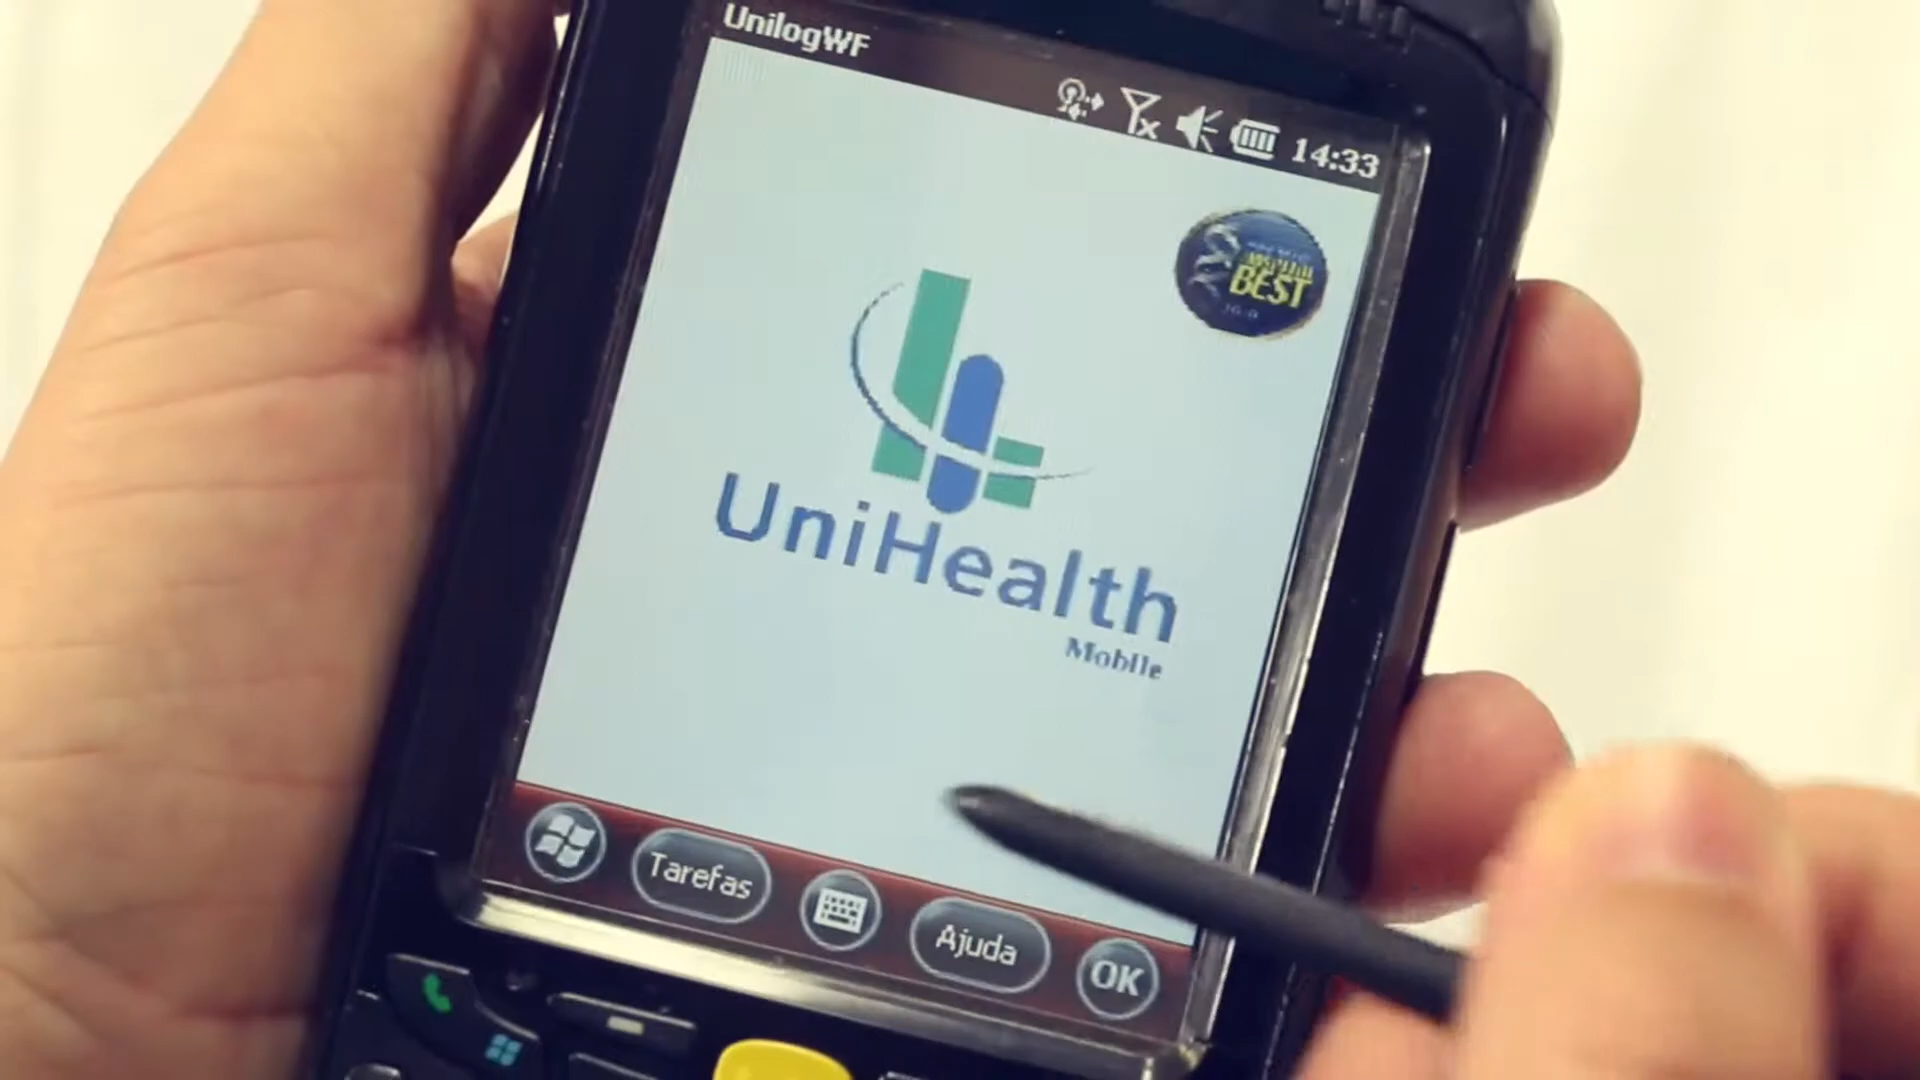 UnilogWF
14:33
BEST
UniHealth
Mobile
Tarefas
Ajuda
OK